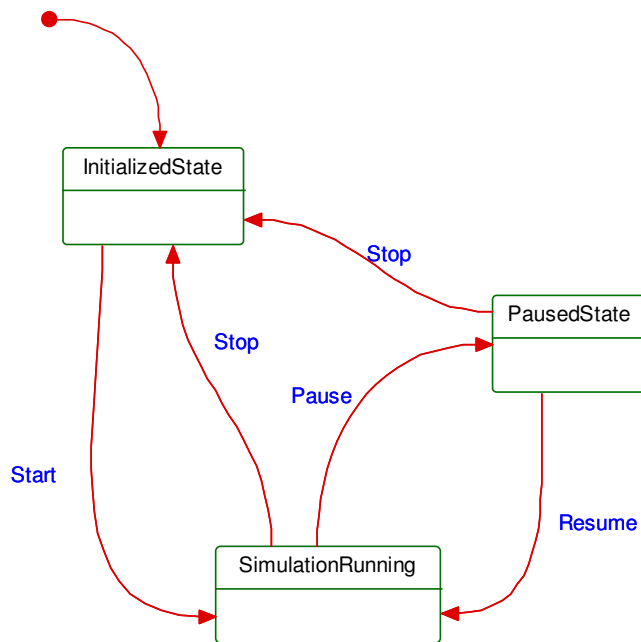 InitializedState
Stop
PausedState
Stop
Pause
Start
Resume
SimulationRunning